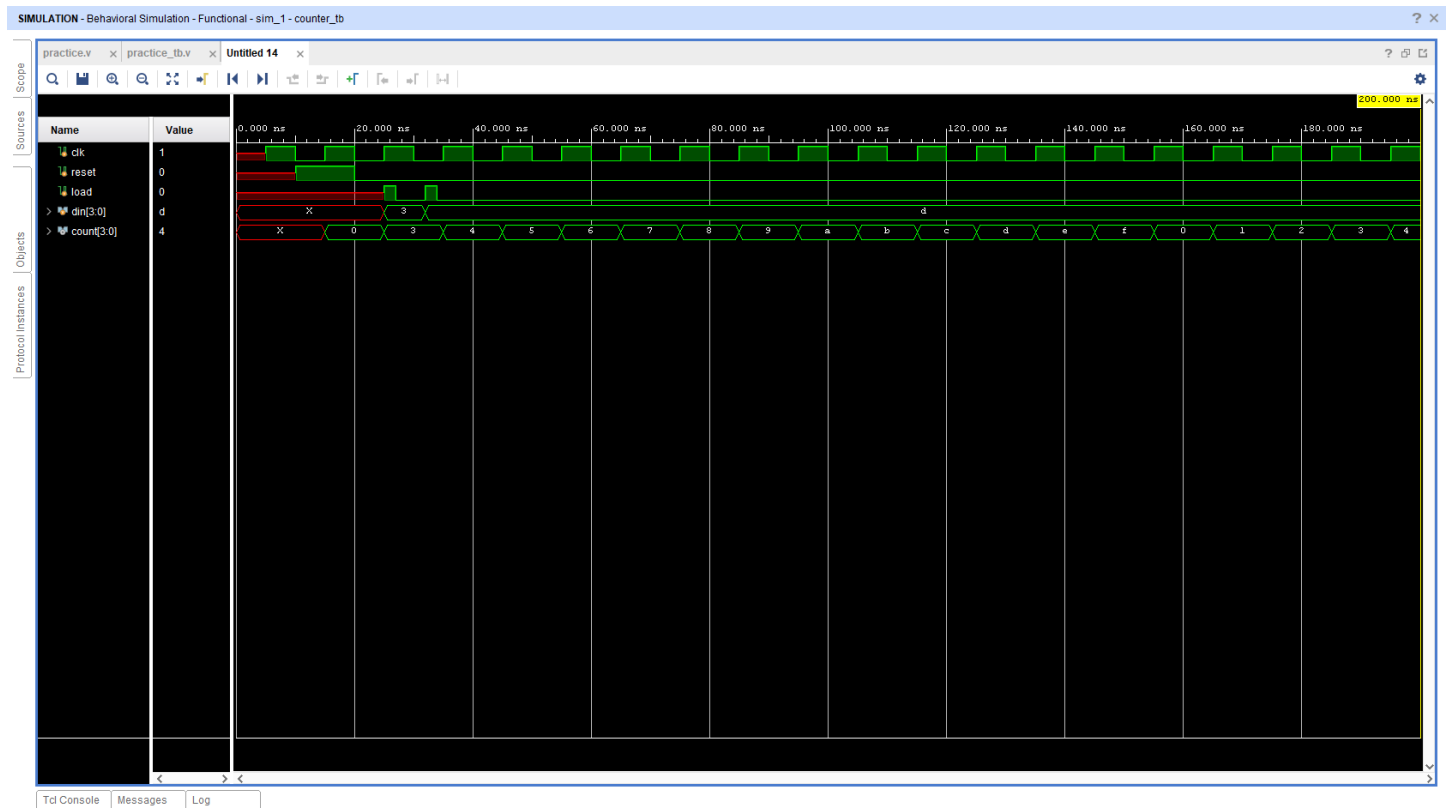 SIMULATION - Behavioral Simulation - Functional - sim_1 - counter_tb
practice.v
practice_tb.v
Untitled 14
Scope
Sources
Objects
Protocol Instances
200.000 ns
Name Value
0.000 ns 20.000 ns 40.000 ns 60.000 ns 80.000 ns 100.000 ns 120.000 ns 140.000 ns 160.000 ns 180.000 ns
clk 1
reset 0
load 0
din[3:0] d X 3 d
count[3:0] 4 X 0 3 4 5 6 7 8 9 a b c d e f 0 1 2 3 4
Tcl Console Messages Log